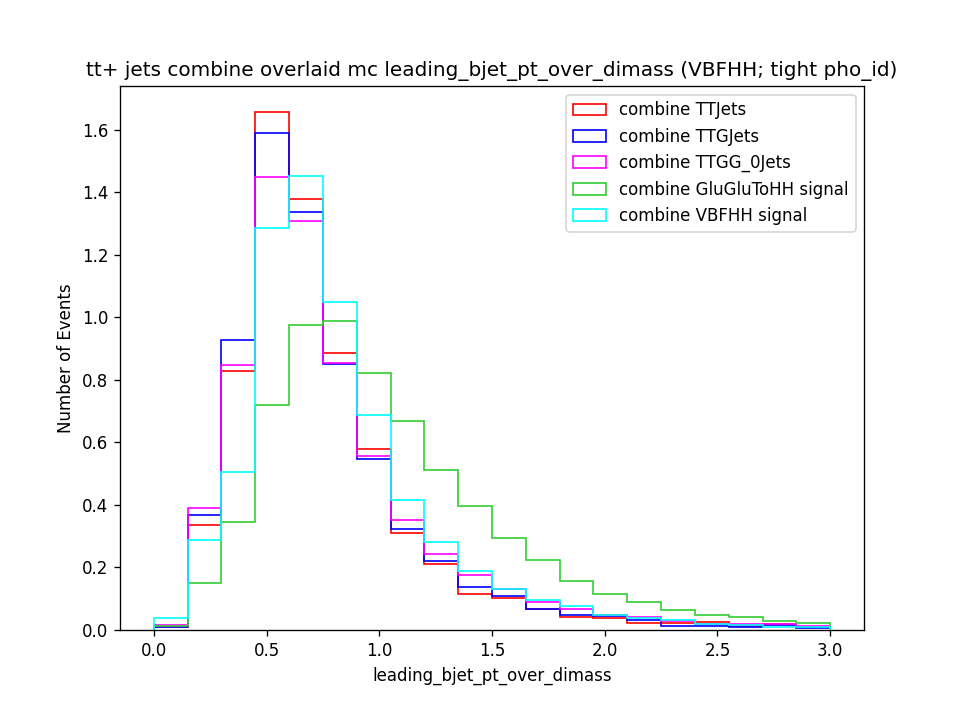 tt+ jets combine overlaid mc leading_bjet_pt_over_dimass (VBFHH; tight pho_id)
combine TTJets
combine TTGJets
combine TTGG_0Jets
combine GluGluToHH signal
combine VBFHH signal
Number of Events
1.6
1.4
1.2
1.0
0.8
0.6
0.4
0.2
0.0
0.0 0.5 1.0 1.5 2.0 2.5 3.0
leading_bjet_pt_over_dimass